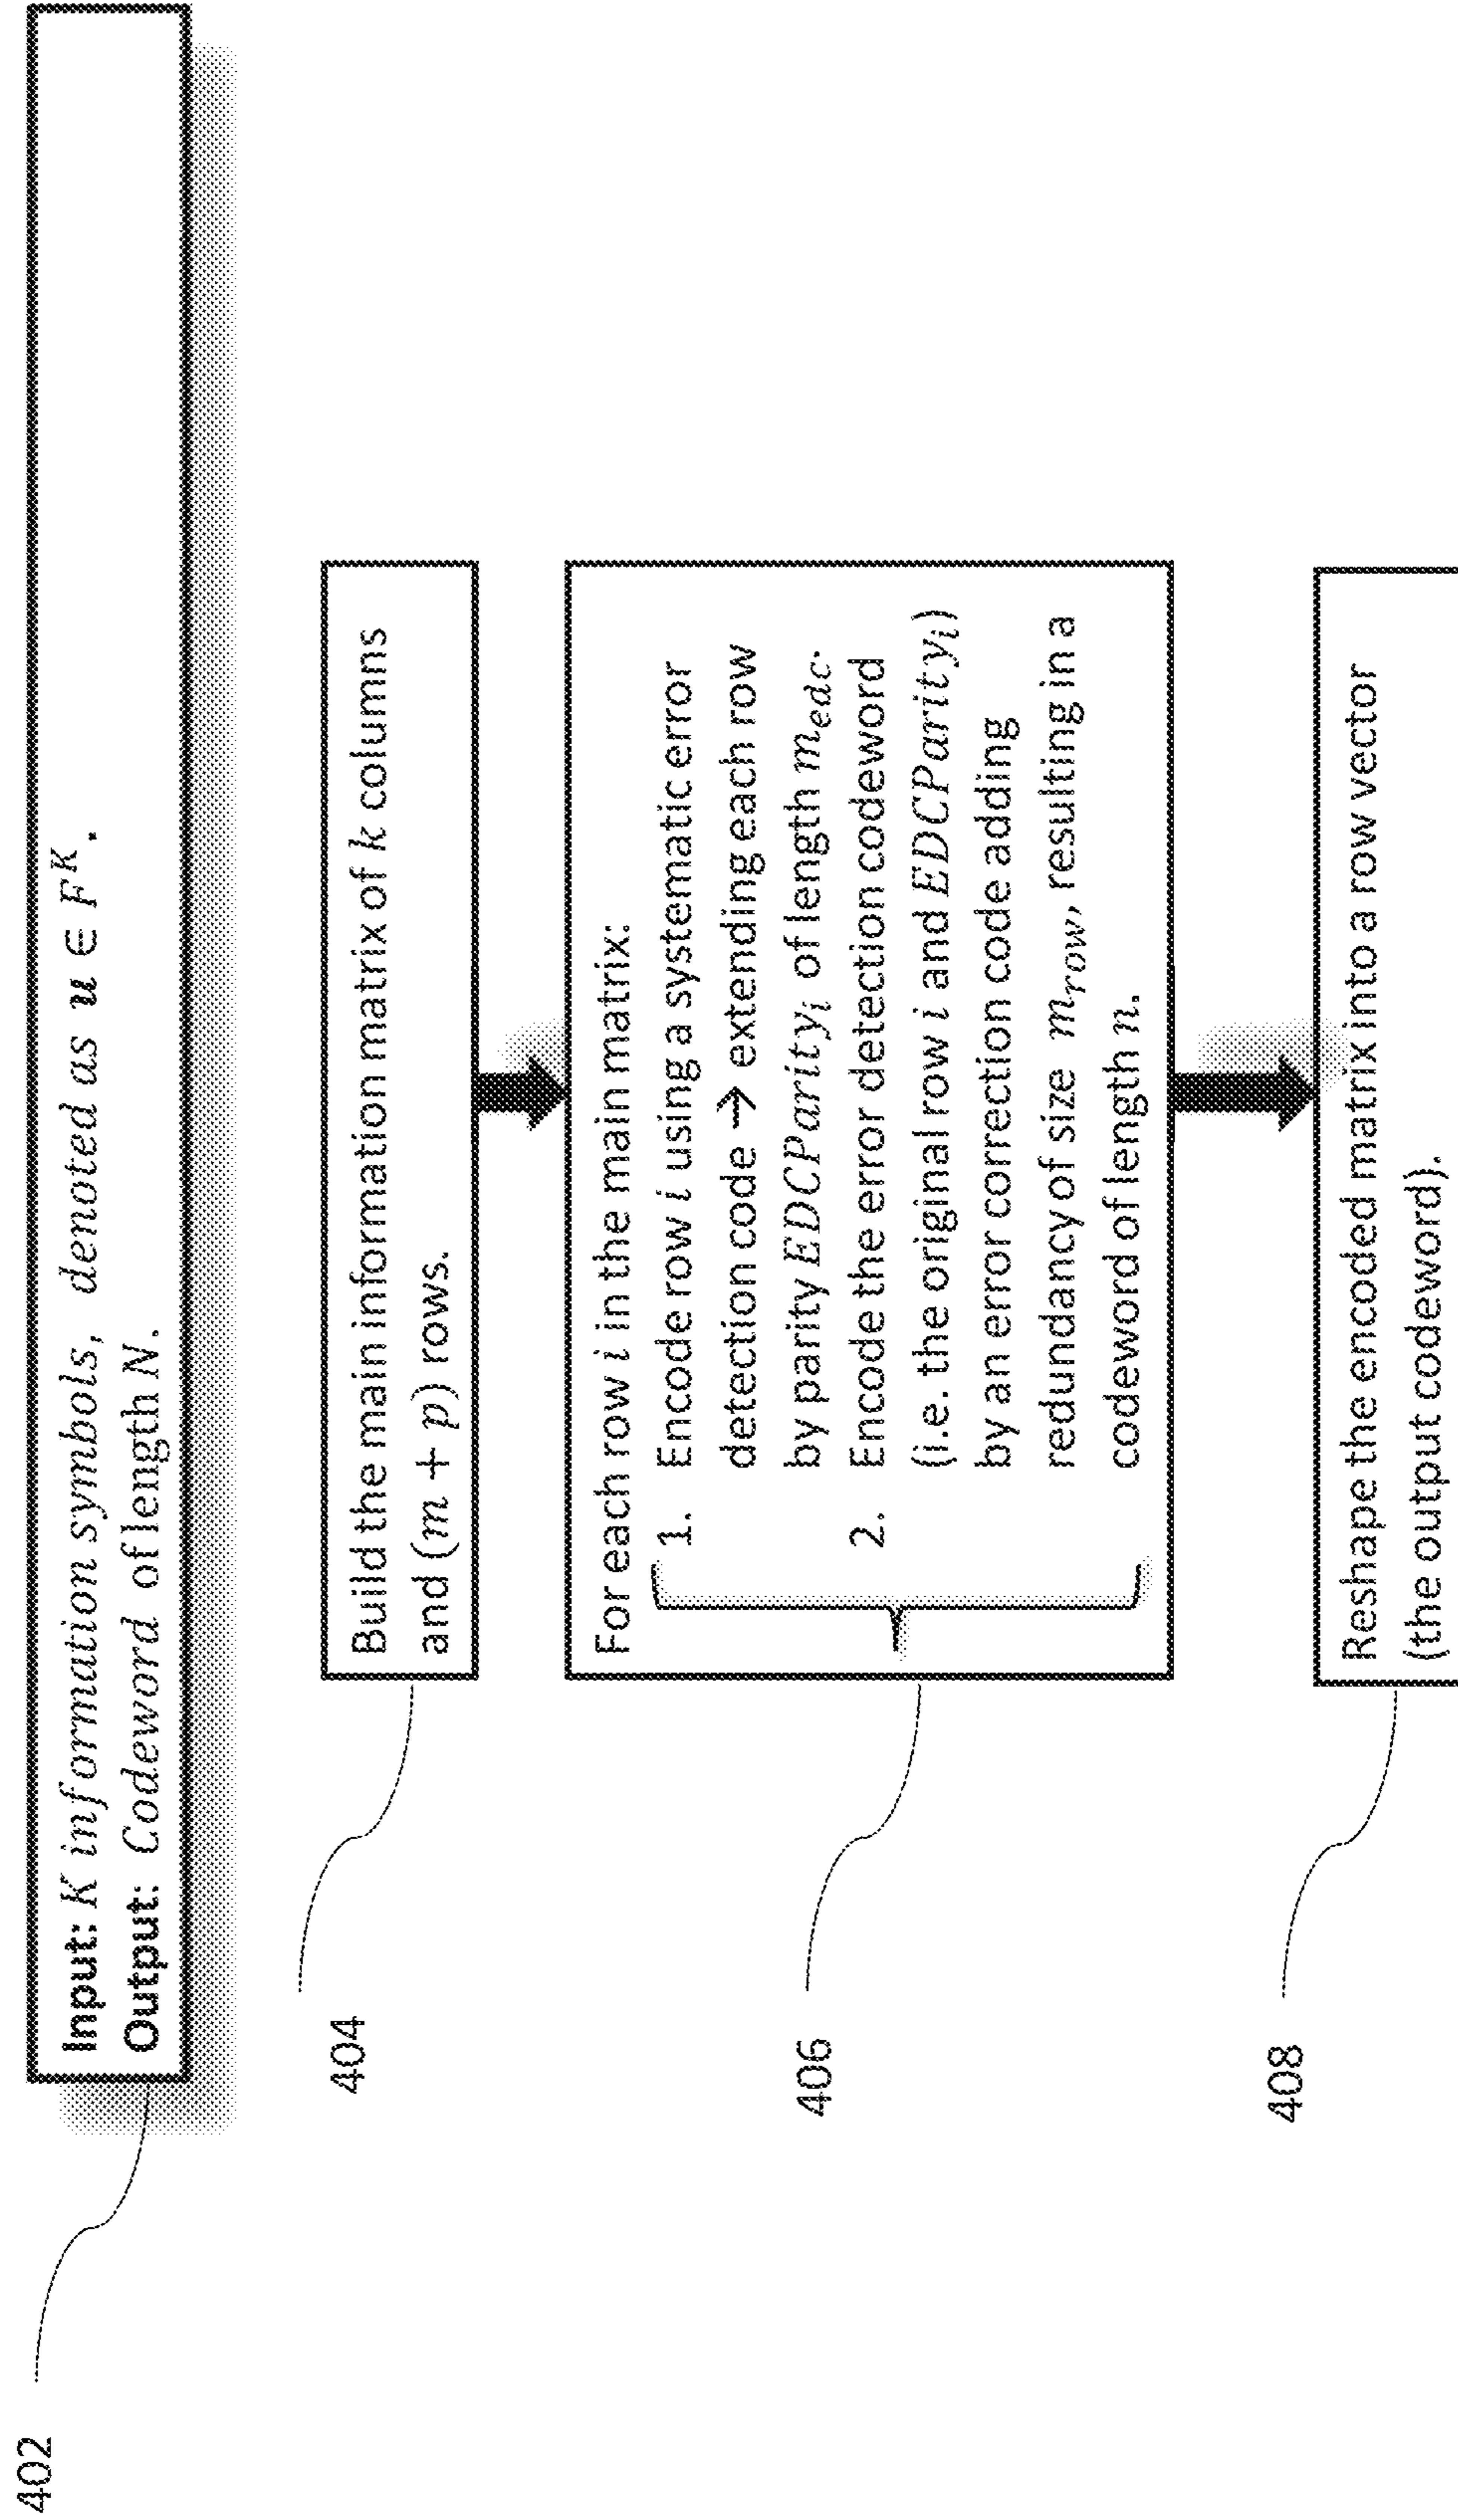 402
Input: K information symbols, denoted as u ∈ F^K.
Output: Codeword of length N.
404
Build the main information matrix of k columns
and (m + p) rows.
406
For each row i in the main matrix:
1. Encode row i using a systematic error
detection code → extending each row
by parity EDCParity_i of length m_edc.
2. Encode the error detection codeword
(i.e. the original row i and EDCParity_i)
by an error correction code adding
redundancy of size m_row, resulting in a
codeword of length n.
408
Reshape the encoded matrix into a row vector
(the output codeword).